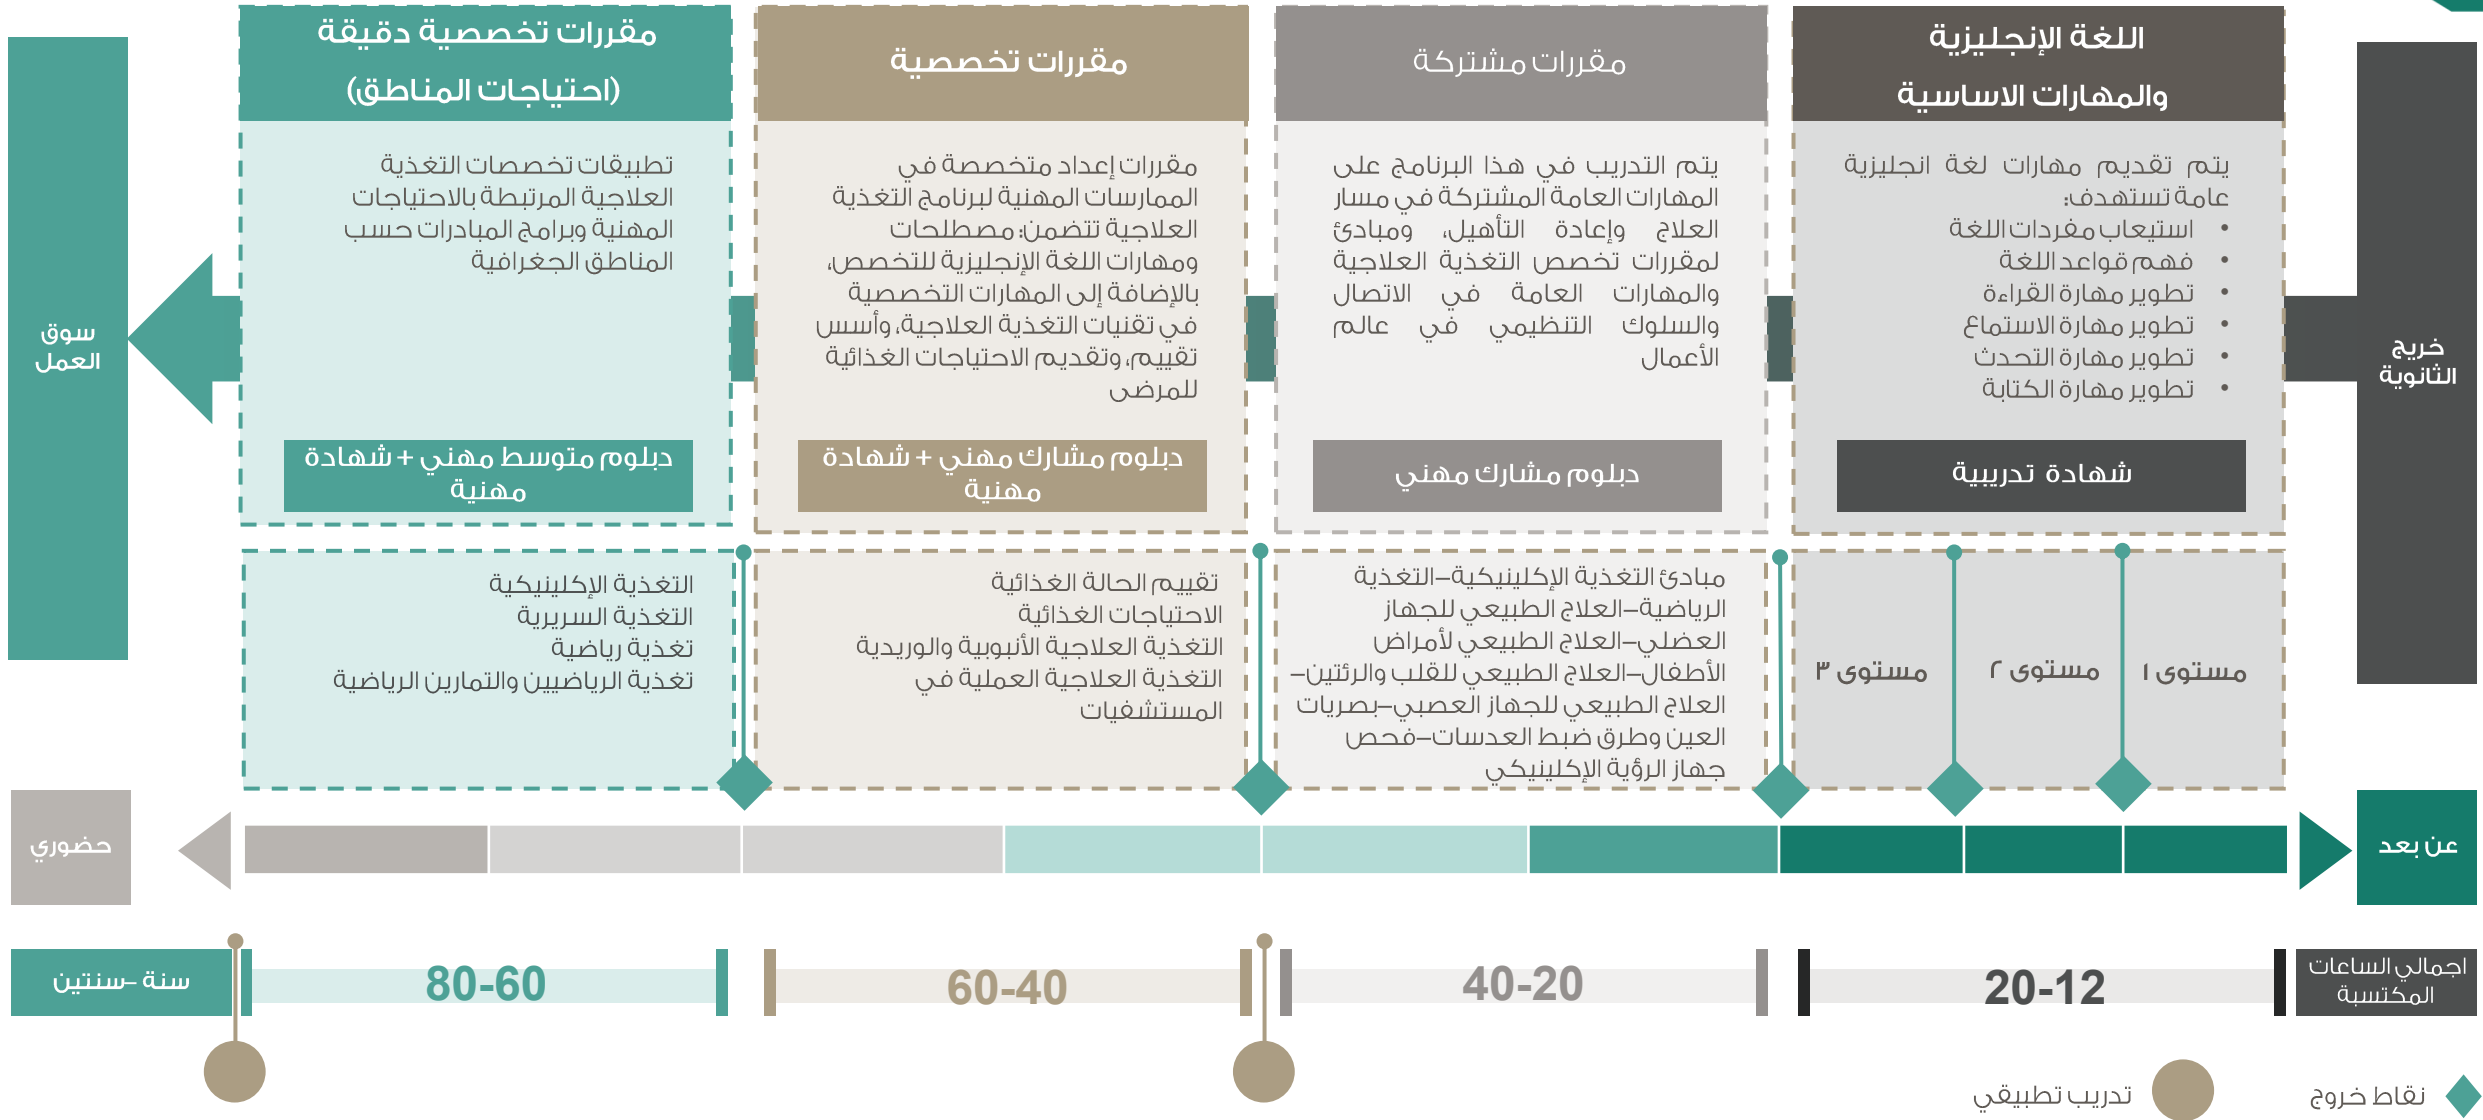 خريج
الثانوية
اللغة الإنجليزية
والمهارات الاساسية
يتم تقديم مهارات لغة انجليزية
عامة تستهدف:
• استيعاب مفردات اللغة
• فهم قواعد اللغة
• تطوير مهارة القراءة
• تطوير مهارة الاستماع
• تطوير مهارة التحدث
• تطوير مهارة الكتابة
شهادة تدريبية
مقررات مشتركة
يتم التدريب في هذا البرنامج على
المهارات العامة المشتركة في مسار
العلاج وإعادة التأهيل، ومبادئ
لمقررات تخصص التغذية العلاجية
والمهارات العامة في الاتصال
والسلوك التنظيمي في عالم
الأعمال
دبلوم مشارك مهني
مقررات تخصصية
مقررات إعداد متخصصة في
الممارسات المهنية لبرنامج التغذية
العلاجية تتضمن: مصطلحات
ومهارات اللغة الإنجليزية للتخصص،
بالإضافة إلى المهارات التخصصية
في تقنيات التغذية العلاجية، وأسس
تقييم، وتقديم الاحتياجات الغذائية
للمرضى
دبلوم مشارك مهني + شهادة
مهنية
مقررات تخصصية دقيقة
(احتياجات المناطق)
تطبيقات تخصصات التغذية
العلاجية المرتبطة بالاحتياجات
المهنية وبرامج المبادرات حسب
المناطق الجغرافية
دبلوم متوسط مهني + شهادة
مهنية
سوق
العمل
مستوى ١
مستوى ٢
مستوى ٣
مبادئ التغذية الإكلينيكية–التغذية
الرياضية–العلاج الطبيعي للجهاز
العضلي–العلاج الطبيعي لأمراض
الأطفال–العلاج الطبيعي للقلب والرئتين–
العلاج الطبيعي للجهاز العصبي–بصريات
العين وطرق ضبط العدسات–فحص
جهاز الرؤية الإكلينيكي
تقييم الحالة الغذائية
الاحتياجات الغذائية
التغذية العلاجية الأنبوبية والوريدية
التغذية العلاجية العملية في
المستشفيات
التغذية الإكلينيكية
التغذية السريرية
تغذية رياضية
تغذية الرياضيين والتمارين الرياضية
عن بعد
حضوري
اجمالي الساعات
المكتسبة
20-12
40-20
60-40
80-60
سنة –سنتين
نقاط خروج
تدريب تطبيقي